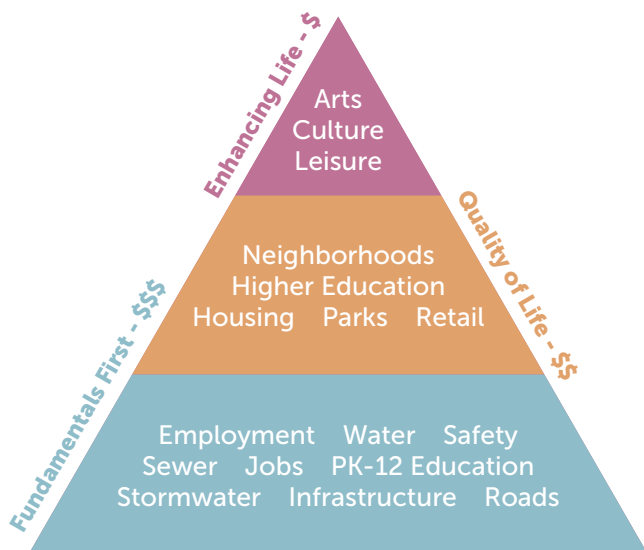 Enhancing Life - $
Arts
Culture
Leisure
Quality of Life - $$
Neighborhoods
Higher Education
Housing Parks Retail
Fundamentals First - $$$
Employment Water Safety
Sewer Jobs PK-12 Education
Stormwater Infrastructure Roads